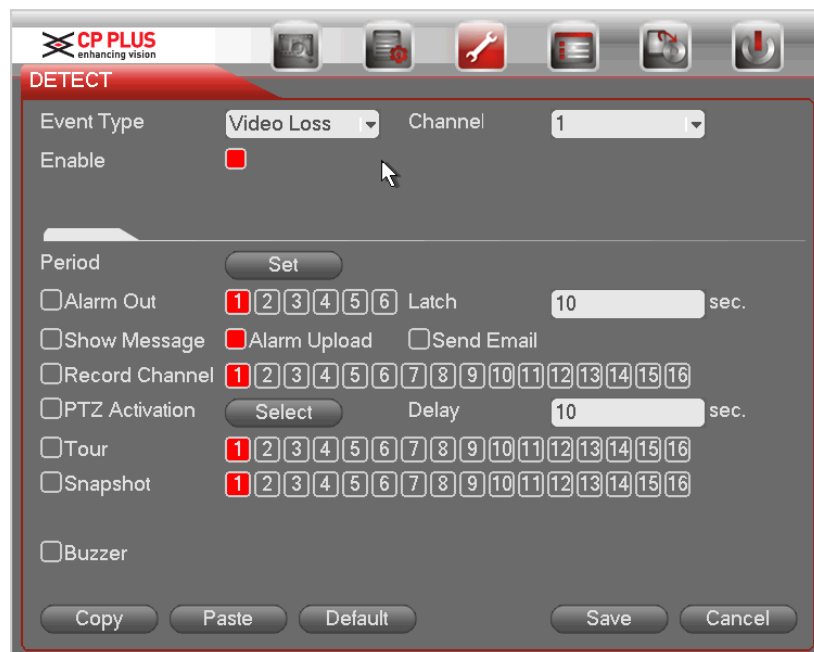 CP PLUS
enhancing vision
DETECT
Event Type Video Loss Channel 1
Enable
Period Set
Alarm Out 1 2 3 4 5 6 Latch 10 sec.
Show Message Alarm Upload Send Email
Record Channel 1 2 3 4 5 6 7 8 9 10 11 12 13 14 15 16
PTZ Activation Select Delay 10 sec.
Tour 1 2 3 4 5 6 7 8 9 10 11 12 13 14 15 16
Snapshot 1 2 3 4 5 6 7 8 9 10 11 12 13 14 15 16
Buzzer
Copy Paste Default Save Cancel